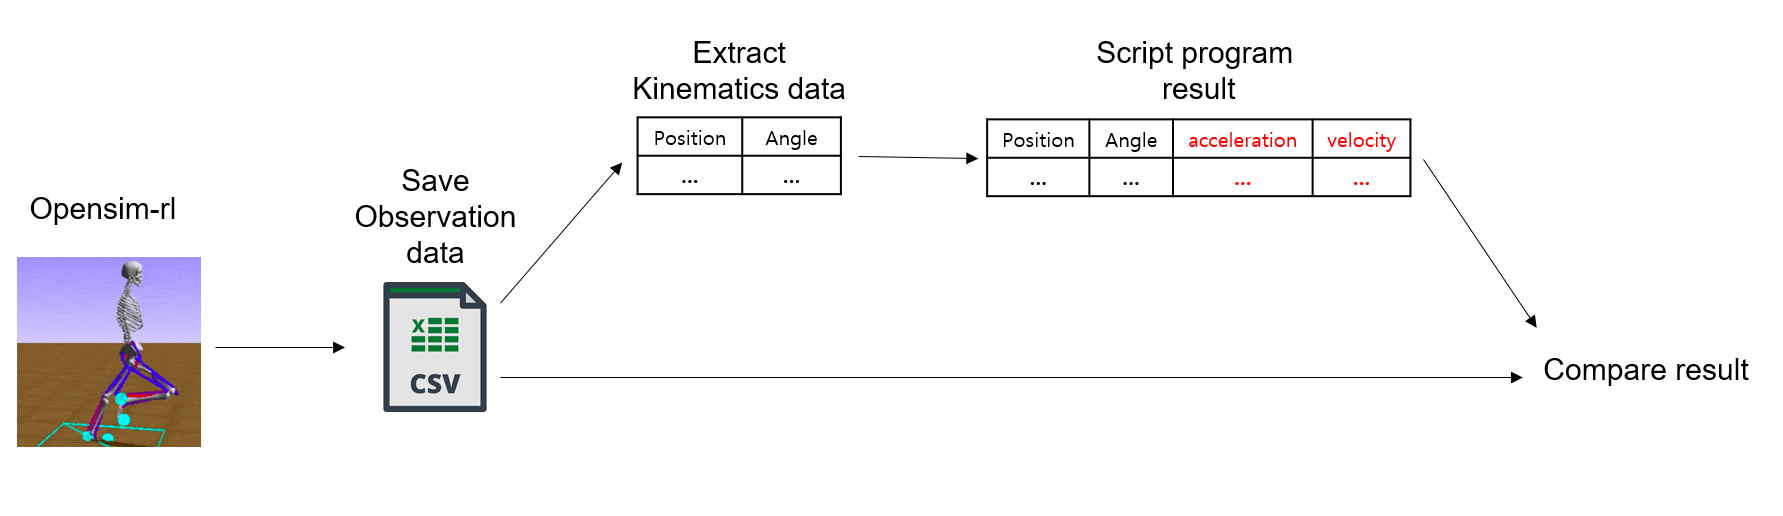 Opensim-rl
Save
Observation
data
X
CSV
Extract
Kinematics data
Position Angle
... ...
Script program
result
Position Angle acceleration velocity
... ... ... ...
Compare result